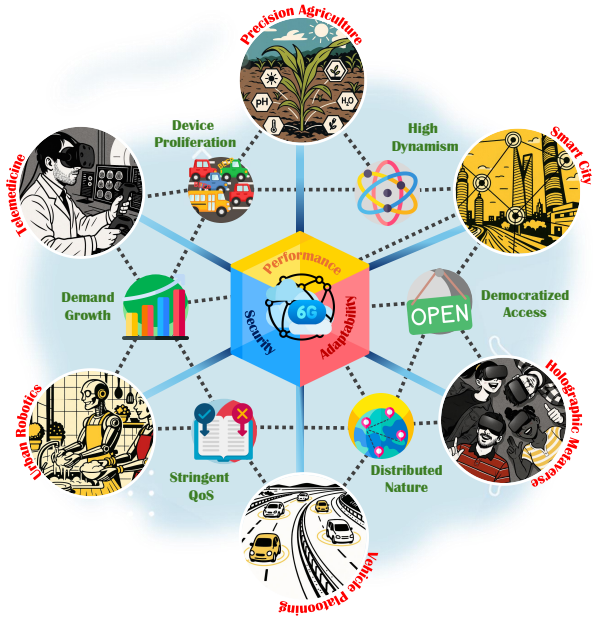 Precision Agriculture
pH
H₂O
Device
Proliferation
High
Dynamism
Telemedicine
Smart City
Performance
Security
Adaptability
6G
Demand
Growth
OPEN
Democratized
Access
Urban Robotics
Holographic Metaverse
Stringent
QoS
Distributed
Nature
Vehicle Platooning